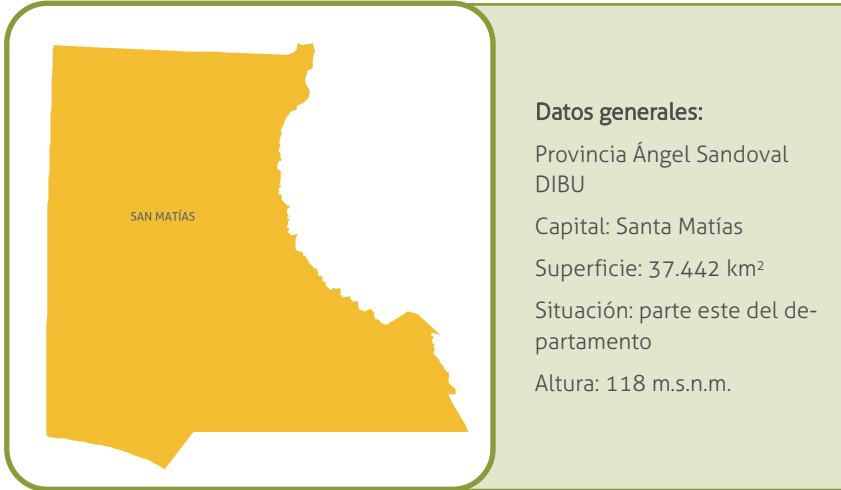 SAN MATÍAS
Datos generales:
Provincia Ángel Sandoval
DIBU
Capital: Santa Matías
Superficie: 37.442 km²
Situación: parte este del de-
partamento
Altura: 118 m.s.n.m.